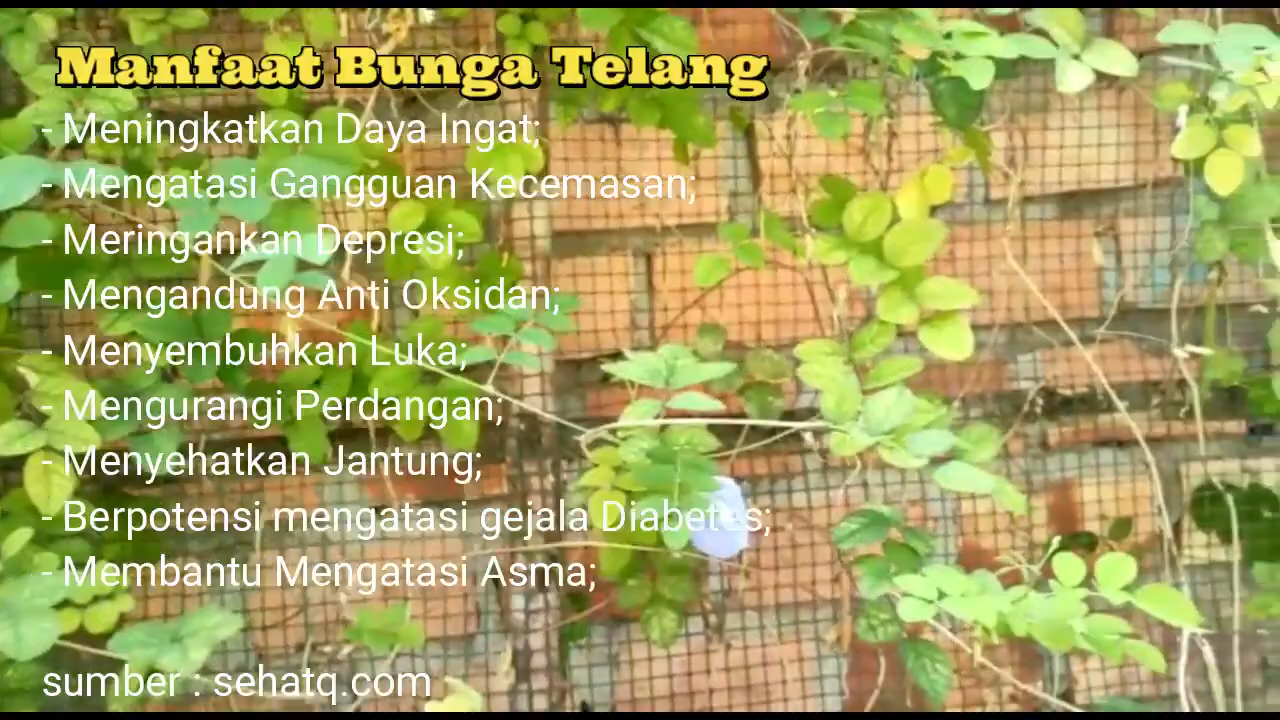 Manfaat Bunga Telang
- Meningkatkan Daya Ingat;
- Mengatasi Gangguan Kecemasan;
- Meringankan Depresi;
- Mengandung Anti Oksidan;
- Menyembuhkan Luka;
- Mengurangi Perdangan;
- Menyehatkan Jantung;
- Berpotensi mengatasi gejala Diabetes;
- Membantu Mengatasi Asma;
sumber : sehatq.com